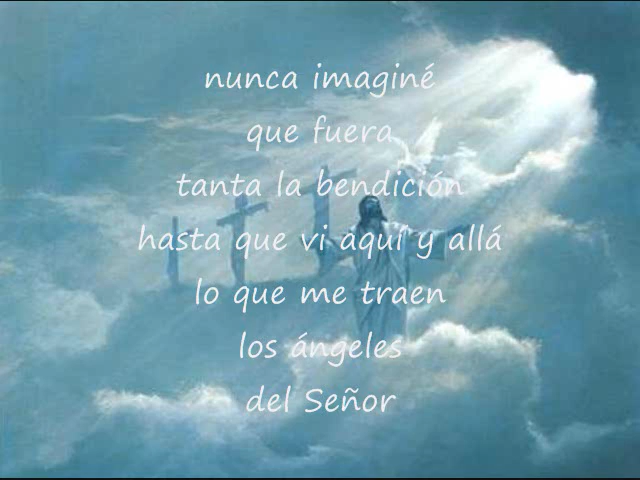 nunca imaginé
que fuera
tanta la bendición
hasta que vi aquí y allá
lo que me traen
los ángeles
del Señor